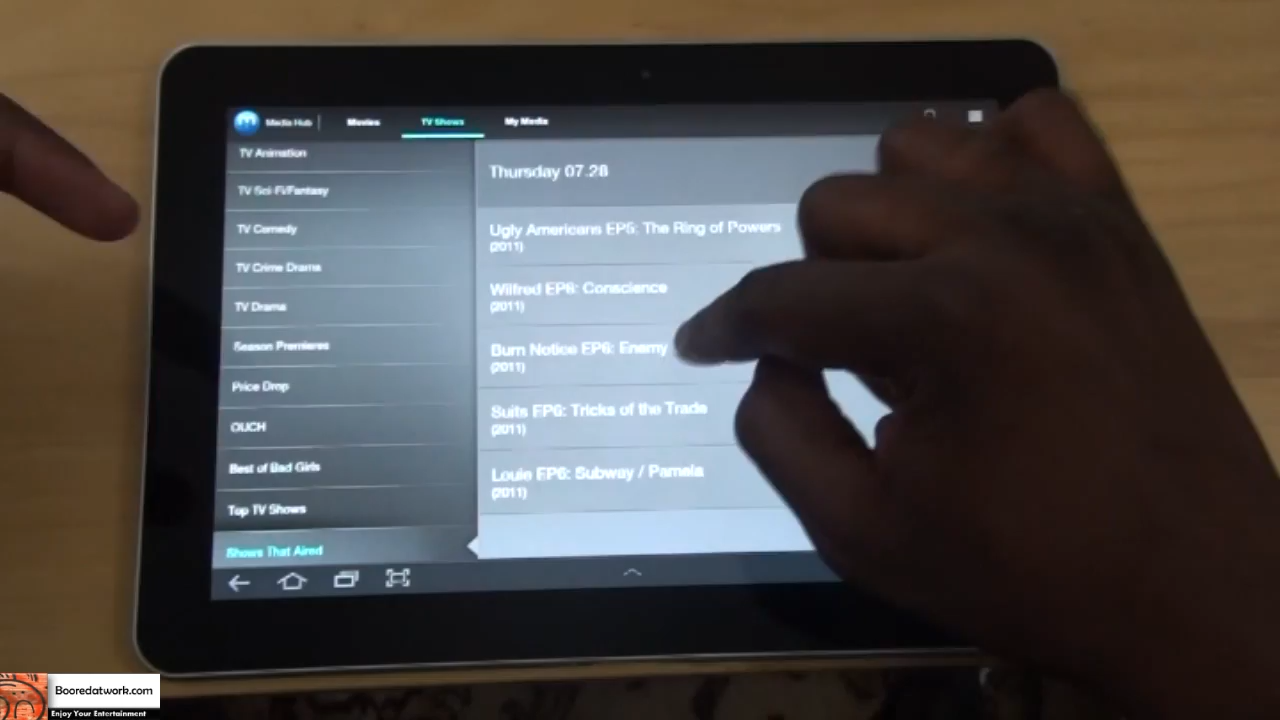 Media Hub
Movies
TV Shows
My Media
TV Animation
TV Sci-Fi/Fantasy
TV Comedy
TV Crime Drama
TV Drama
Season Premieres
Price Drop
OUCH
Best of Bad Girls
Top TV Shows
Shows That Aired
Thursday 07.28
Ugly Americans EP5: The Ring of Powers
(2011)
Wilfred EP6: Conscience
(2011)
Burn Notice EP6: Enemy
(2011)
Suits EP6: Tricks of the Trade
(2011)
Louie EP6: Subway / Pamela
(2011)
Booredatwork.com
Enjoy Your Entertainment